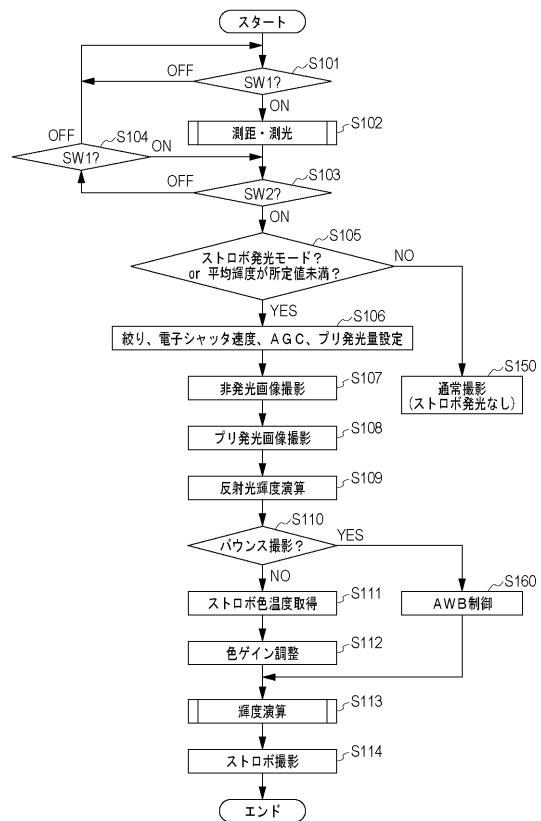 スタート
S101
OFF
SW1?
ON
測距・測光
S102
OFF
S104
ON
SW1?
OFF
S103
SW2?
ON
S105
ストロボ発光モード?
or 平均輝度が所定値未満?
NO
YES
S106
絞り、電子シャッタ速度、AGC、プリ発光量設定
S107
非発光画像撮影
S150
通常撮影
(ストロボ発光なし)
S108
プリ発光画像撮影
S109
反射光輝度演算
S110
バウンス撮影?
YES
NO
S111
ストロボ色温度取得
S160
AWB制御
S112
色ゲイン調整
S113
輝度演算
S114
ストロボ撮影
エンド